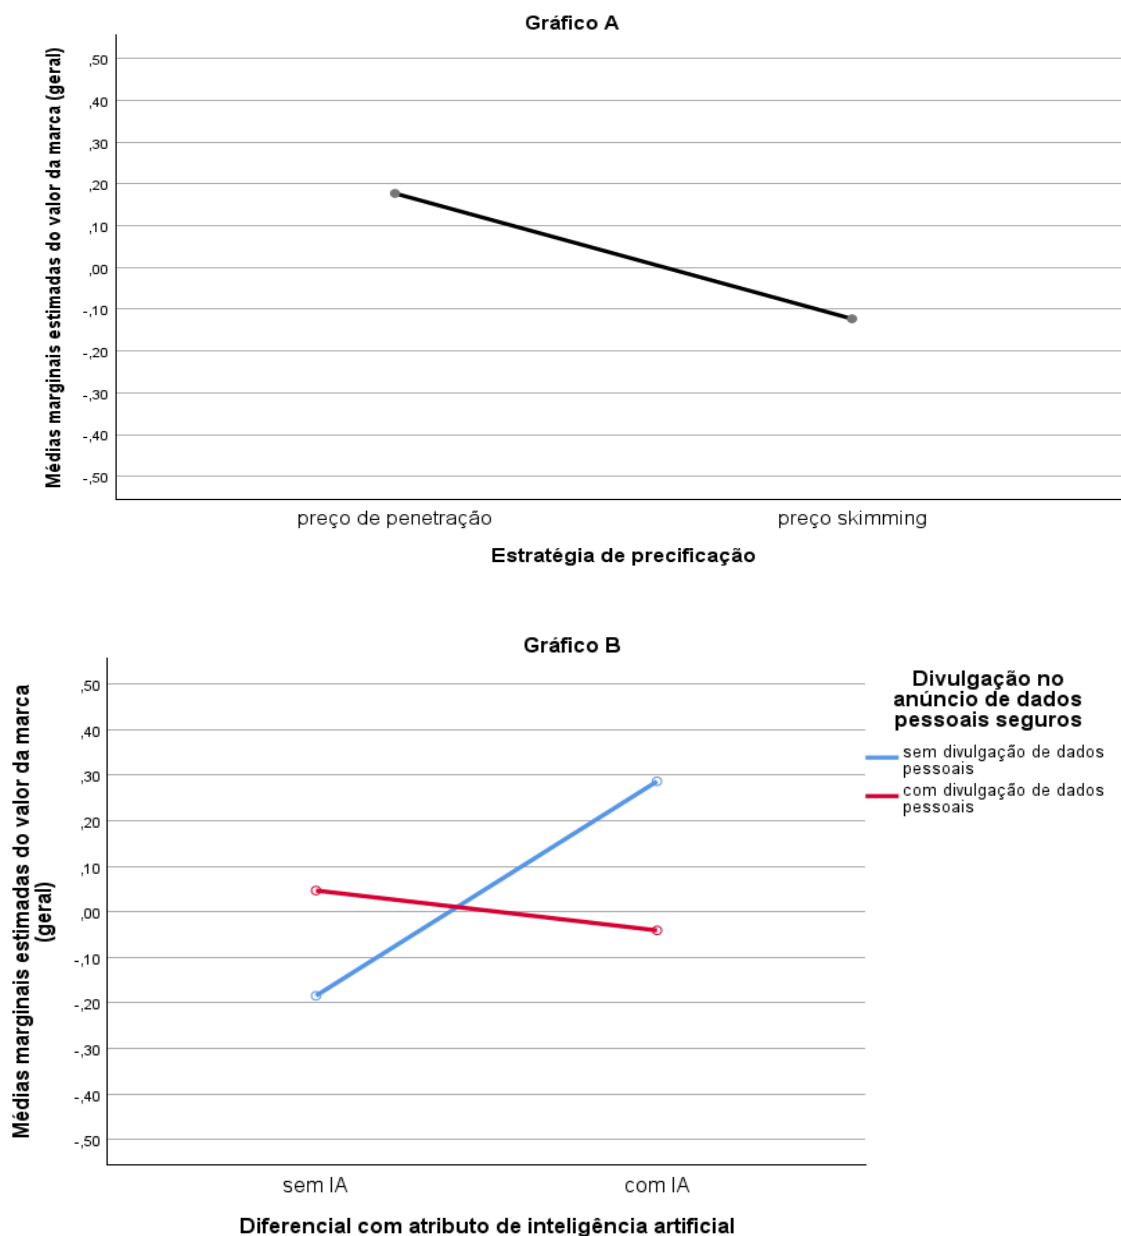 Gráfico A
Médias marginais estimadas do valor da marca (geral)
,50
,40
,30
,20
,10
,00
-,10
-,20
-,30
-,40
-,50
preço de penetração
preço skimming
Estratégia de precificação
Gráfico B
Médias marginais estimadas do valor da marca
(geral)
,50
,40
,30
,20
,10
,00
-,10
-,20
-,30
-,40
-,50
sem IA
com IA
Diferencial com atributo de inteligência artificial
Divulgação no
anúncio de dados
pessoais seguros
sem divulgação de dados
pessoais
com divulgação de dados
pessoais